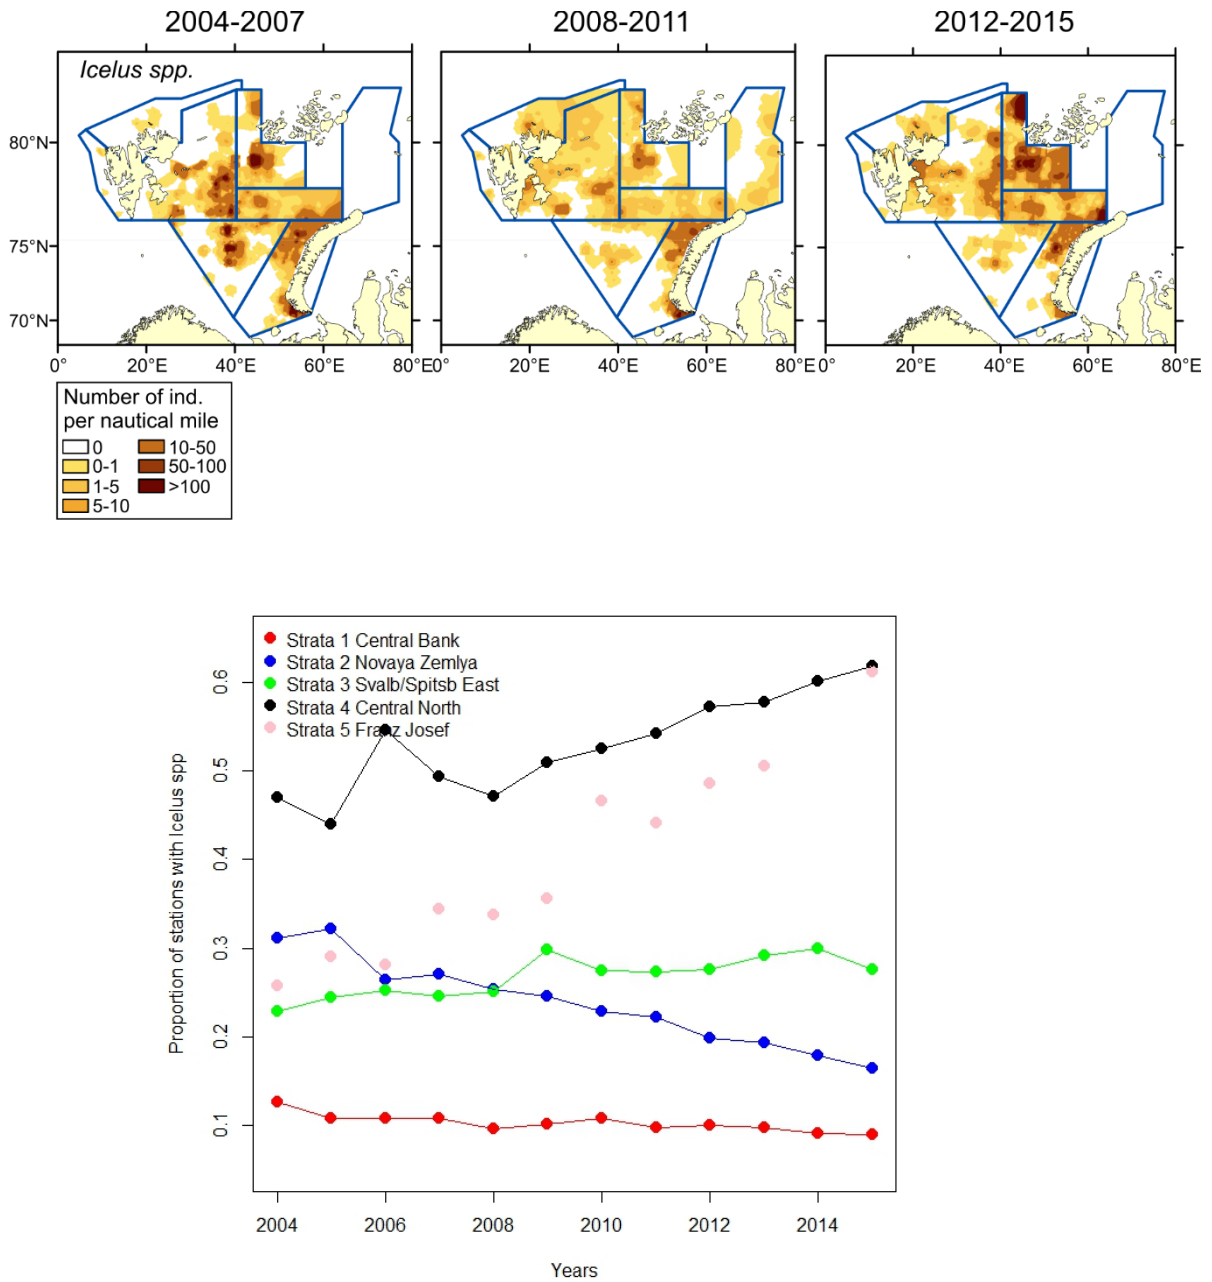 2004-2007
2008-2011
2012-2015
Icelus spp.
80°N
75°N
70°N
0
20°E
40°E
60°E
80°E
0
20°E
40°E
60°E
80°E
0
20°E
40°E
60°E
80°E
Number of ind.
per nautical mile
0
10-50
0-1
50-100
1-5
>100
5-10
Strata 1 Central Bank
Strata 2 Novaya Zemlya
Strata 3 Svalb/Spitsb East
Strata 4 Central North
Strata 5 Franz Josef
Proportion of stations with Icelus spp
0.6
0.5
0.4
0.3
0.2
0.1
2004
2006
2008
2010
2012
2014
Years